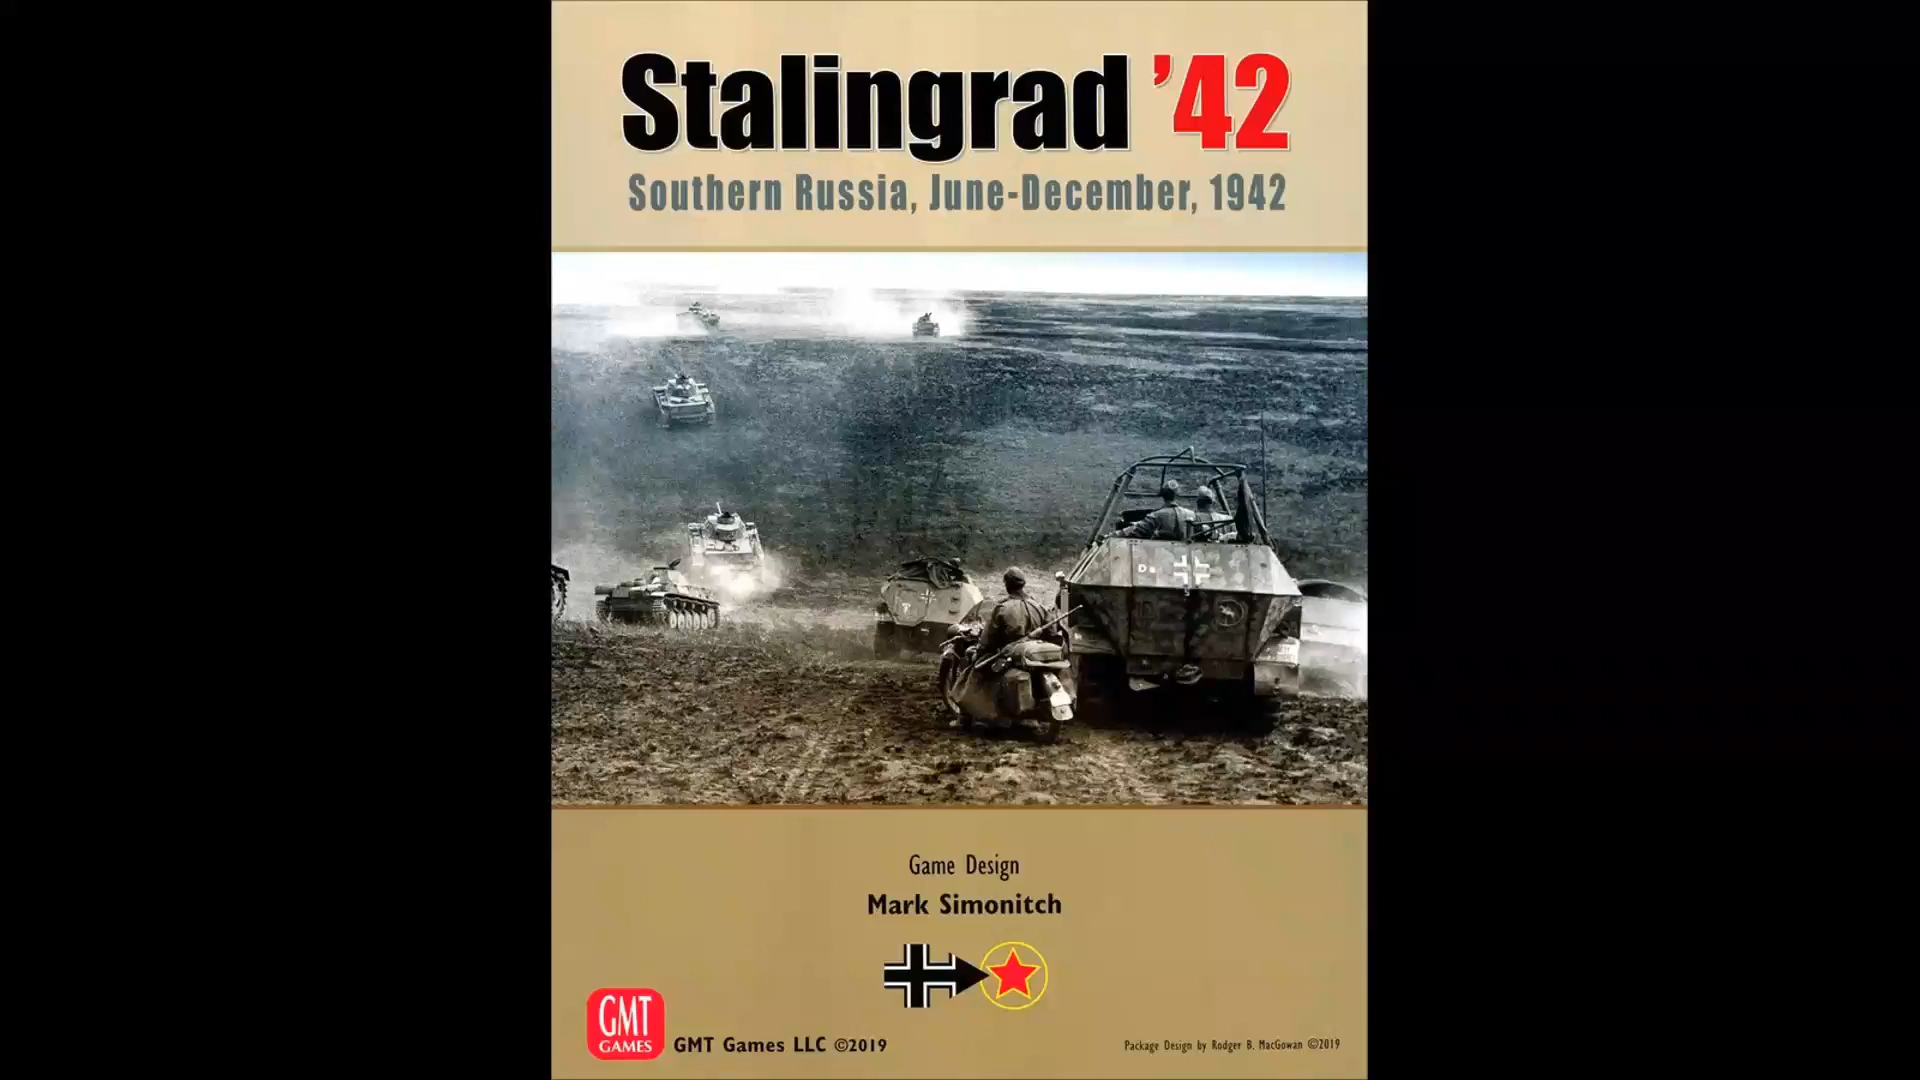 Stalingrad ’42
Southern Russia, June-December, 1942
Game Design
Mark Simonitch
GMT
GAMES
GMT Games LLC ©2019
Package Design by Rodger B. MacGowan ©2019